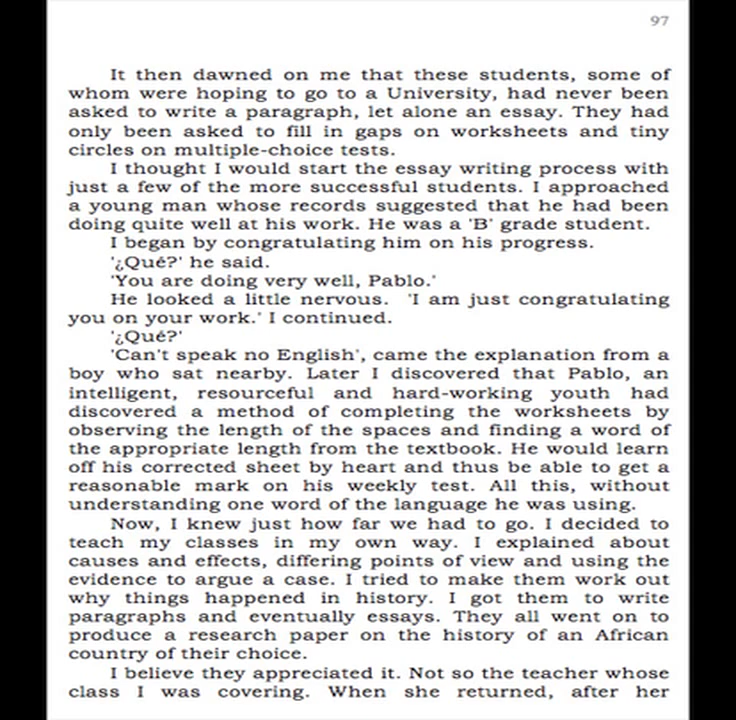 97
It then dawned on me that these students, some of
whom were hoping to go to a University, had never been
asked to write a paragraph, let alone an essay. They had
only been asked to fill in gaps on worksheets and tiny
circles on multiple-choice tests.
I thought I would start the essay writing process with
just a few of the more successful students. I approached
a young man whose records suggested that he had been
doing quite well at his work. He was a 'B' grade student.
I began by congratulating him on his progress.
'¿Qué?' he said.
'You are doing very well, Pablo.'
He looked a little nervous. 'I am just congratulating
you on your work.' I continued.
'¿Qué?'
'Can't speak no English', came the explanation from a
boy who sat nearby. Later I discovered that Pablo, an
intelligent, resourceful and hard-working youth had
discovered a method of completing the worksheets by
observing the length of the spaces and finding a word of
the appropriate length from the textbook. He would learn
off his corrected sheet by heart and thus be able to get a
reasonable mark on his weekly test. All this, without
understanding one word of the language he was using.
Now, I knew just how far we had to go. I decided to
teach my classes in my own way. I explained about
causes and effects, differing points of view and using the
evidence to argue a case. I tried to make them work out
why things happened in history. I got them to write
paragraphs and eventually essays. They all went on to
produce a research paper on the history of an African
country of their choice.
I believe they appreciated it. Not so the teacher whose
class I was covering. When she returned, after her